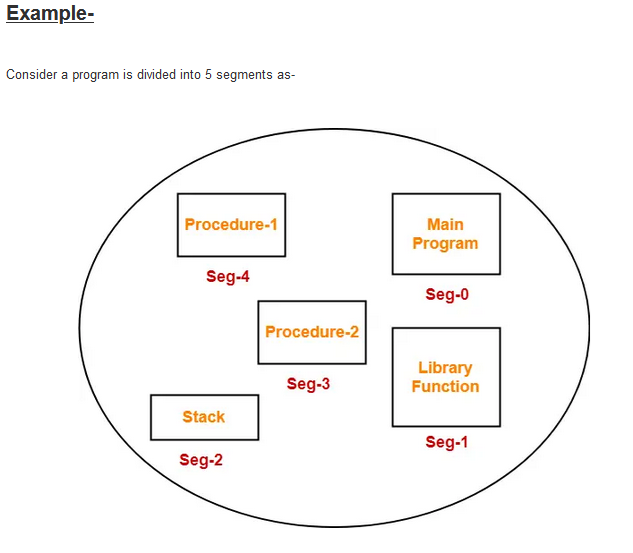 Example-
Consider a program is divided into 5 segments as-
Procedure-1
Seg-4
Main
Program
Seg-0
Procedure-2
Seg-3
Library
Function
Seg-1
Stack
Seg-2